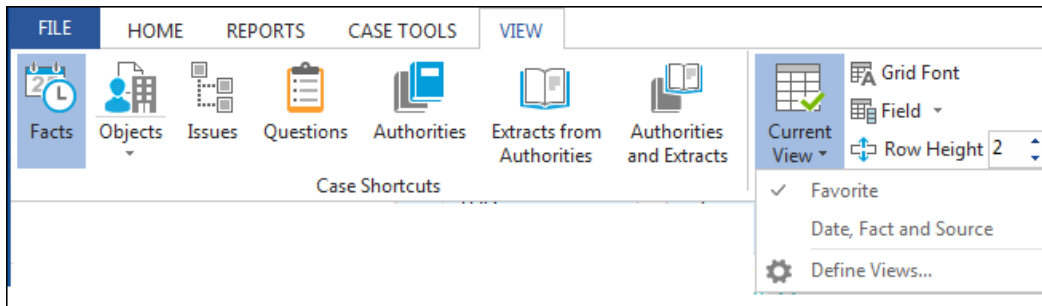 FILE HOME REPORTS CASE TOOLS VIEW
Facts Objects Issues Questions Authorities Extracts from Authorities Authorities and Extracts
Case Shortcuts
Current View
Grid Font
Field
Row Height 2
Favorite
Date, Fact and Source
Define Views...